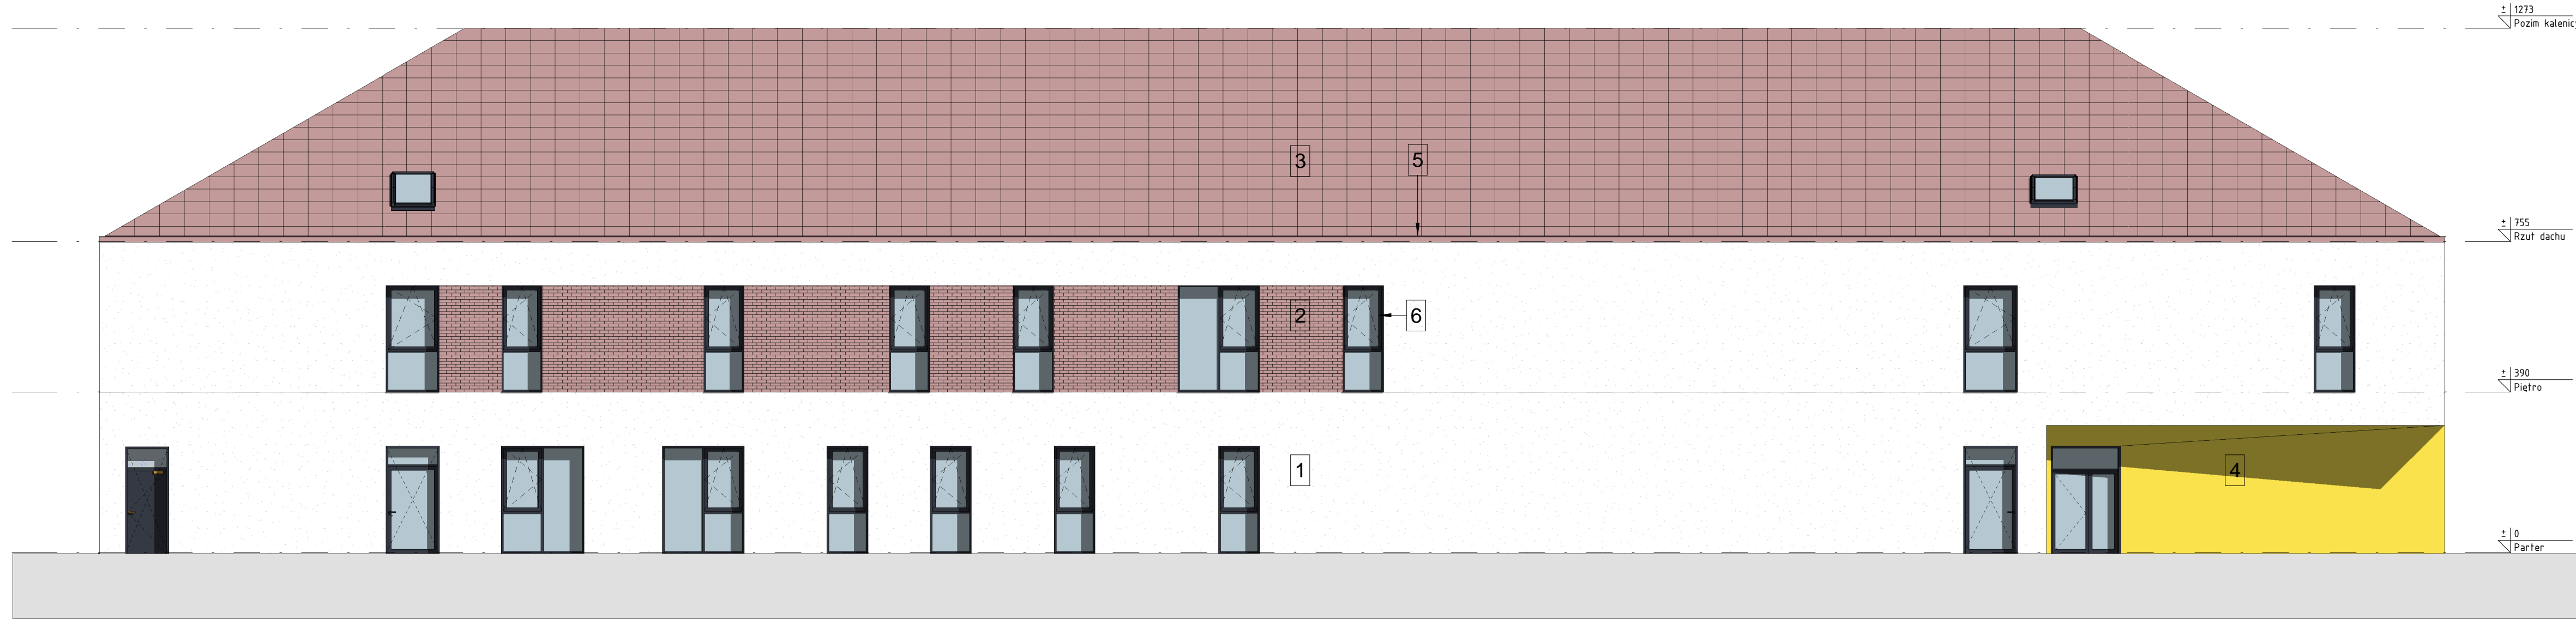 ± 1273
Pozim kalenic
3
5
± 755
Rzut dachu
2
6
± 390
Piętro
1
4
± 0
Parter